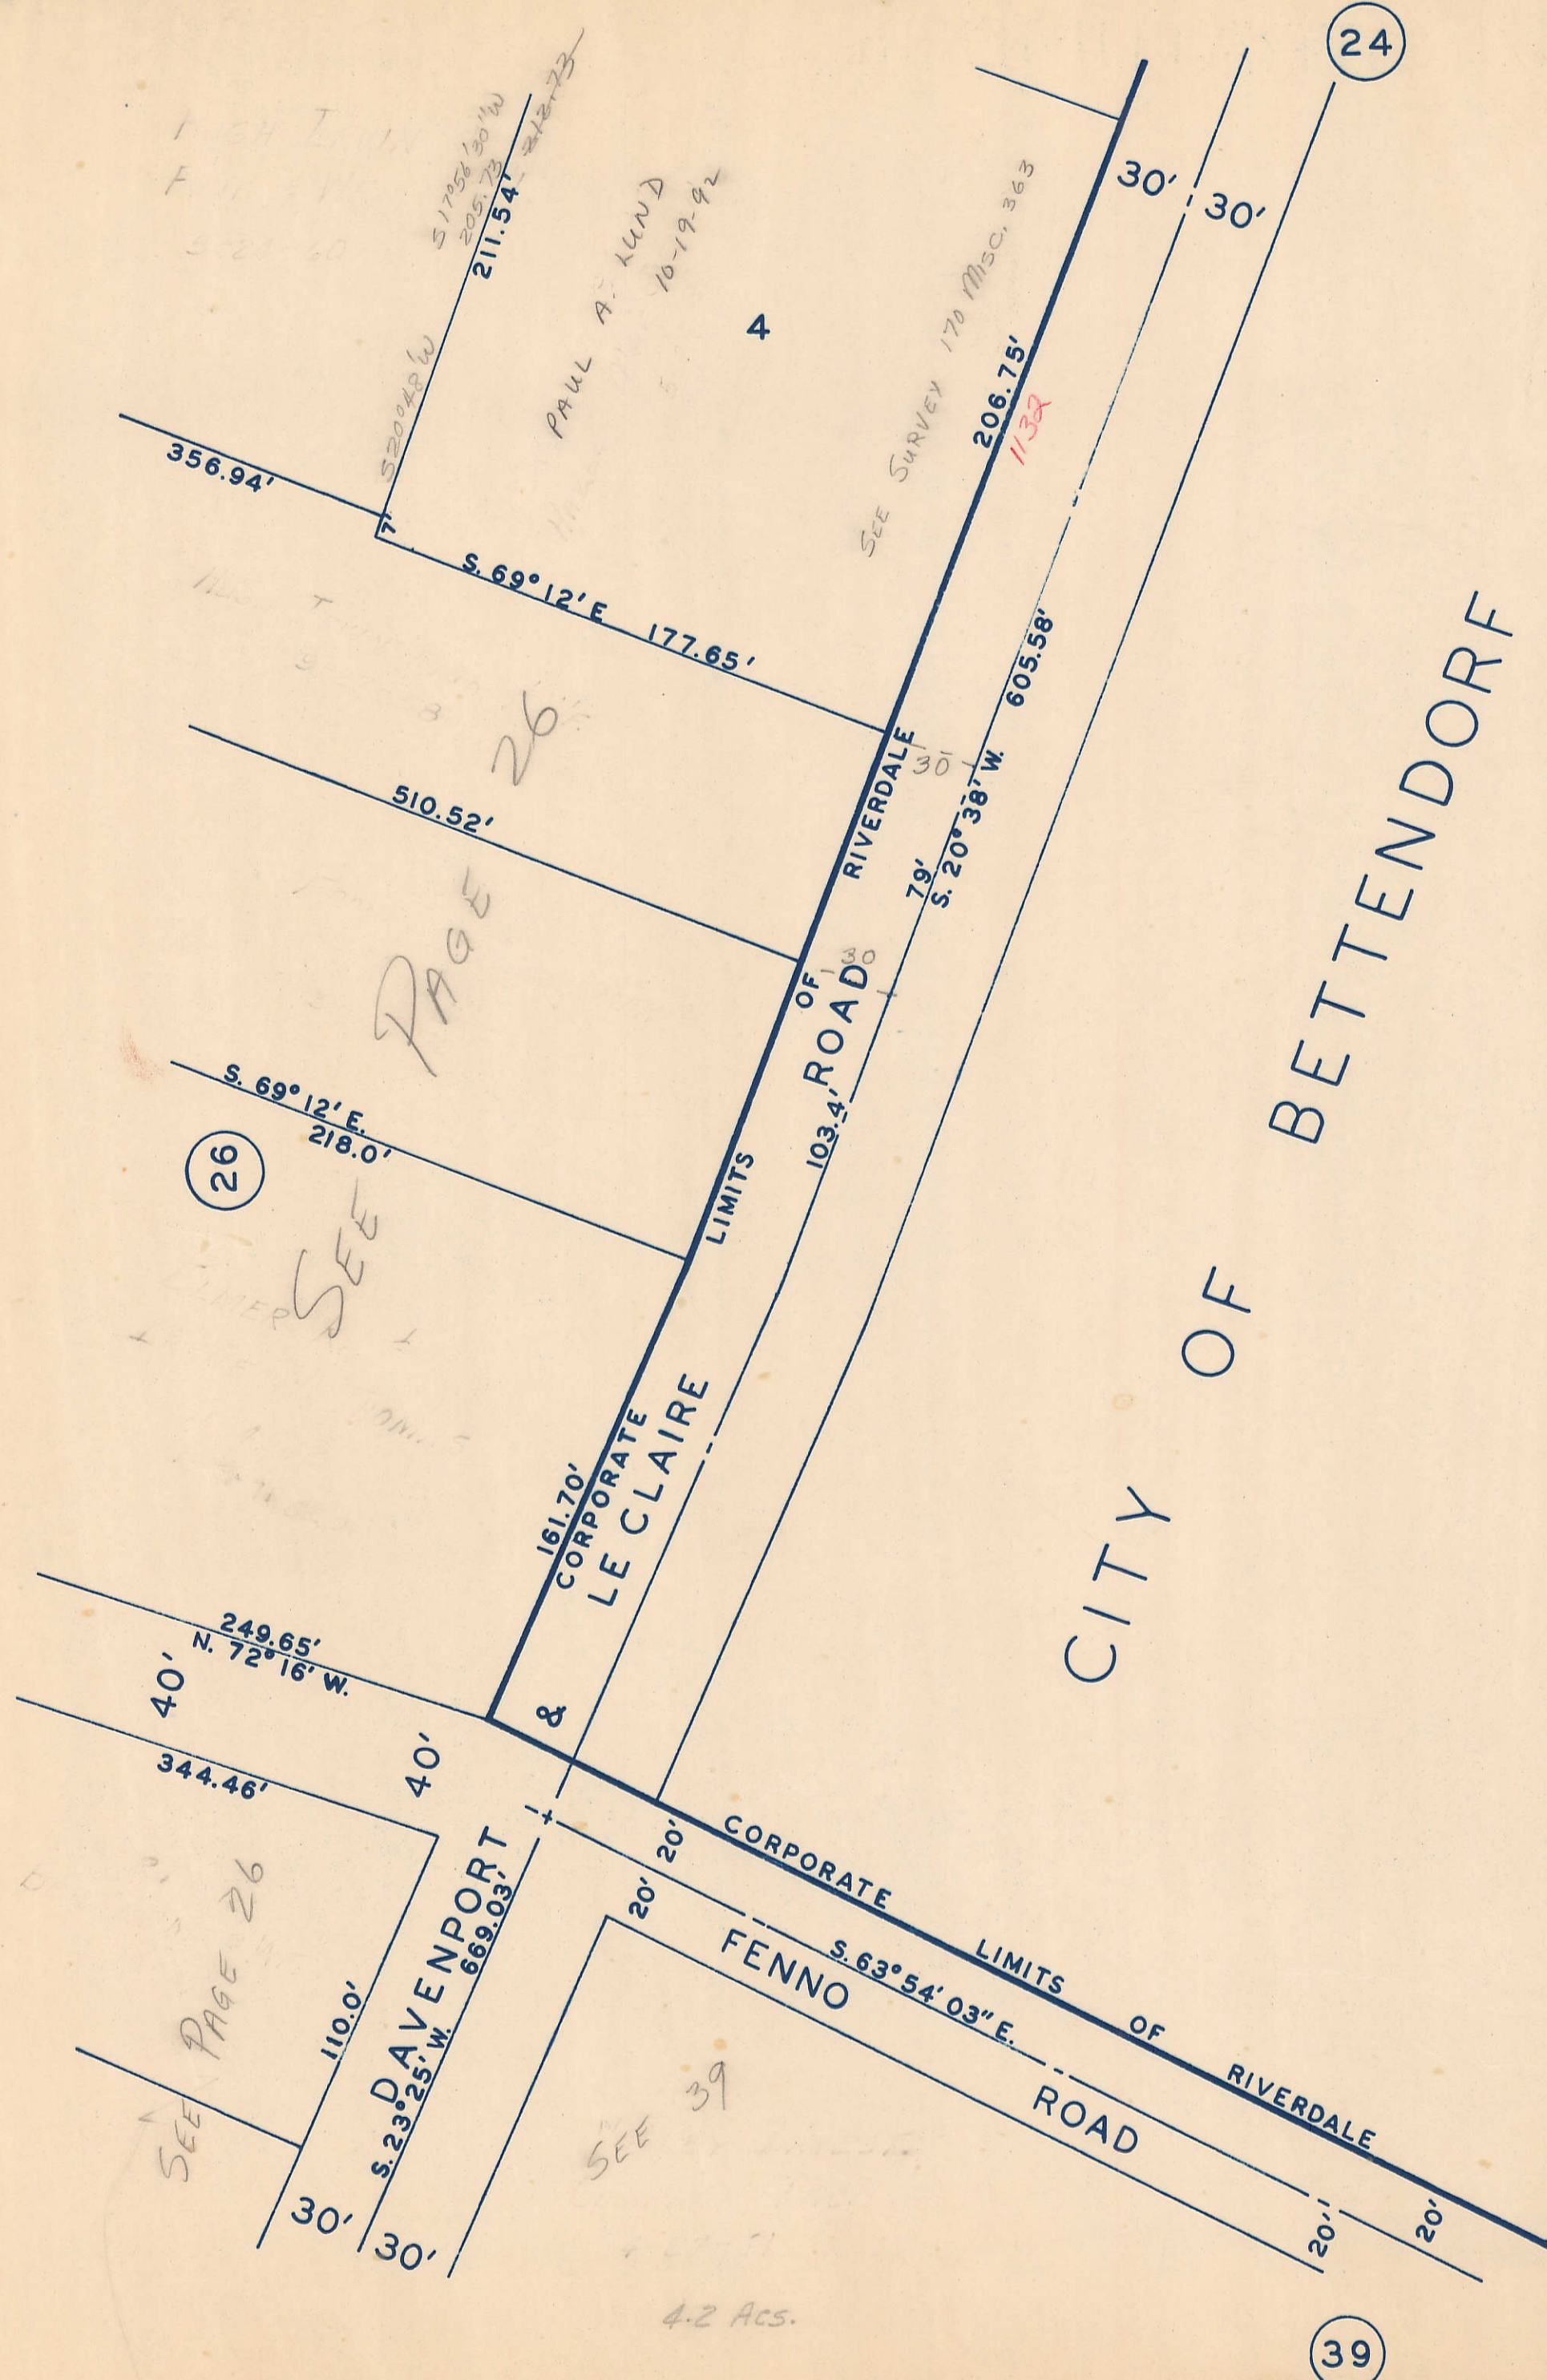 24
30'
30'
S 17°56'30"W
205.73
212.73
211.54'
S20°48'W
PAUL A. LUND
10-19-92
4
SEE SURVEY 170 Misc. 363
206.75'
1132
356.94'
7'
S. 69° 12' E
177.65'
605.58'
S. 20° 38' W.
79'
30
30
103.4'
510.52'
SEE PAGE 26
S. 69° 12' E.
218.0'
26
CORPORATE LIMITS OF RIVERDALE
161.70'
DAVENPORT & LE CLAIRE ROAD
CITY OF BETTENDORF
249.65'
N. 72° 16' W.
40'
40'
344.46'
110.0'
669.03'
S. 23° 25' W.
SEE PAGE 26
30'
30'
20'
20'
CORPORATE LIMITS OF RIVERDALE
S. 63° 54' 03" E.
FENNO ROAD
20'
20'
SEE 39
4.2 Acs.
39